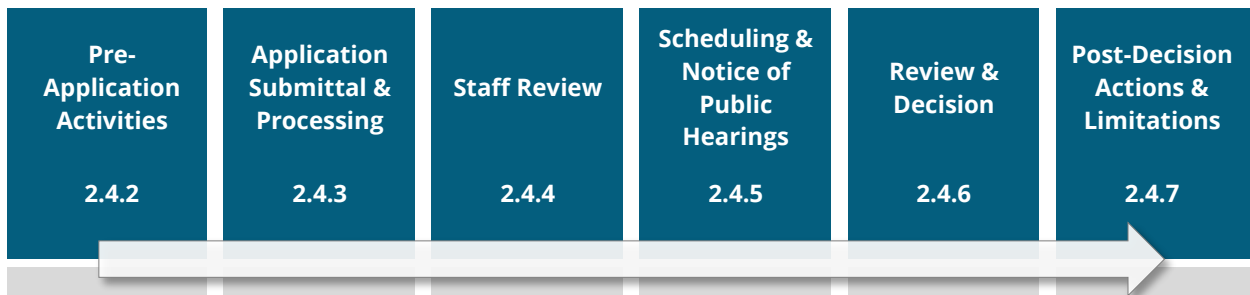 Pre-
Application
Activities
2.4.2
Application
Submittal &
Processing
2.4.3
Staff Review
2.4.4
Scheduling &
Notice of
Public
Hearings
2.4.5
Review &
Decision
2.4.6
Post-Decision
Actions &
Limitations
2.4.7